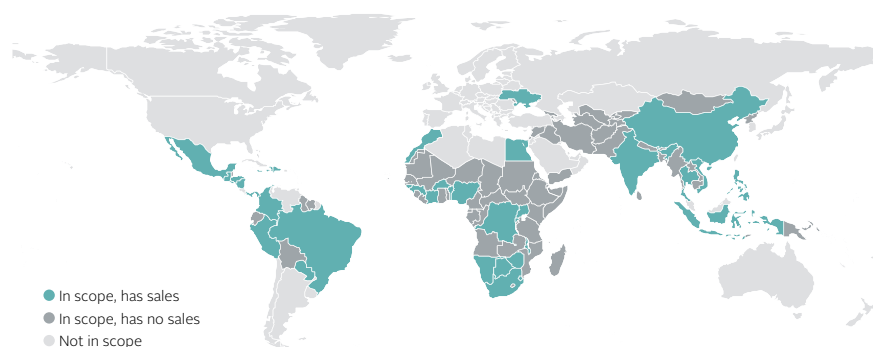 In scope, has sales
In scope, has no sales
Not in scope